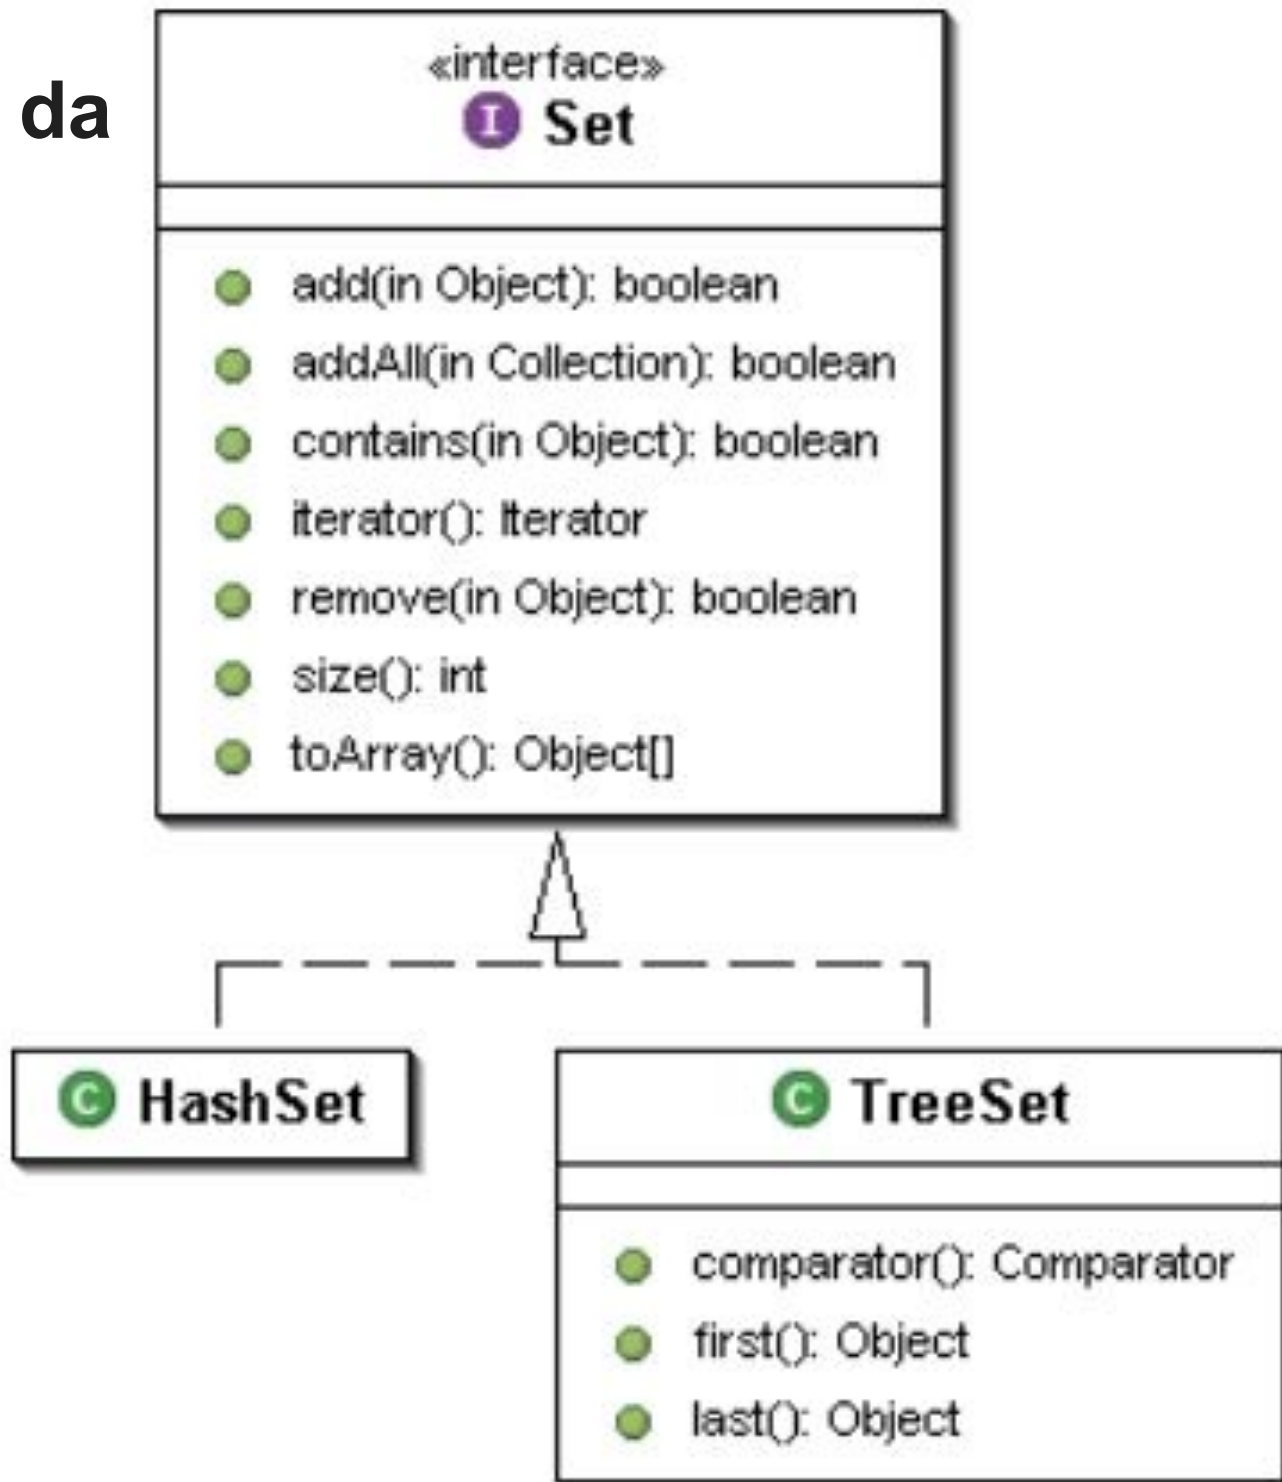 «interface»
da
I Set
add(in Object): boolean
addAll(in Collection): boolean
contains(in Object): boolean
iterator(): Iterator
remove(in Object): boolean
size(): int
toArray(): Object[]
C HashSet
C TreeSet
comparator(): Comparator
first(): Object
last(): Object